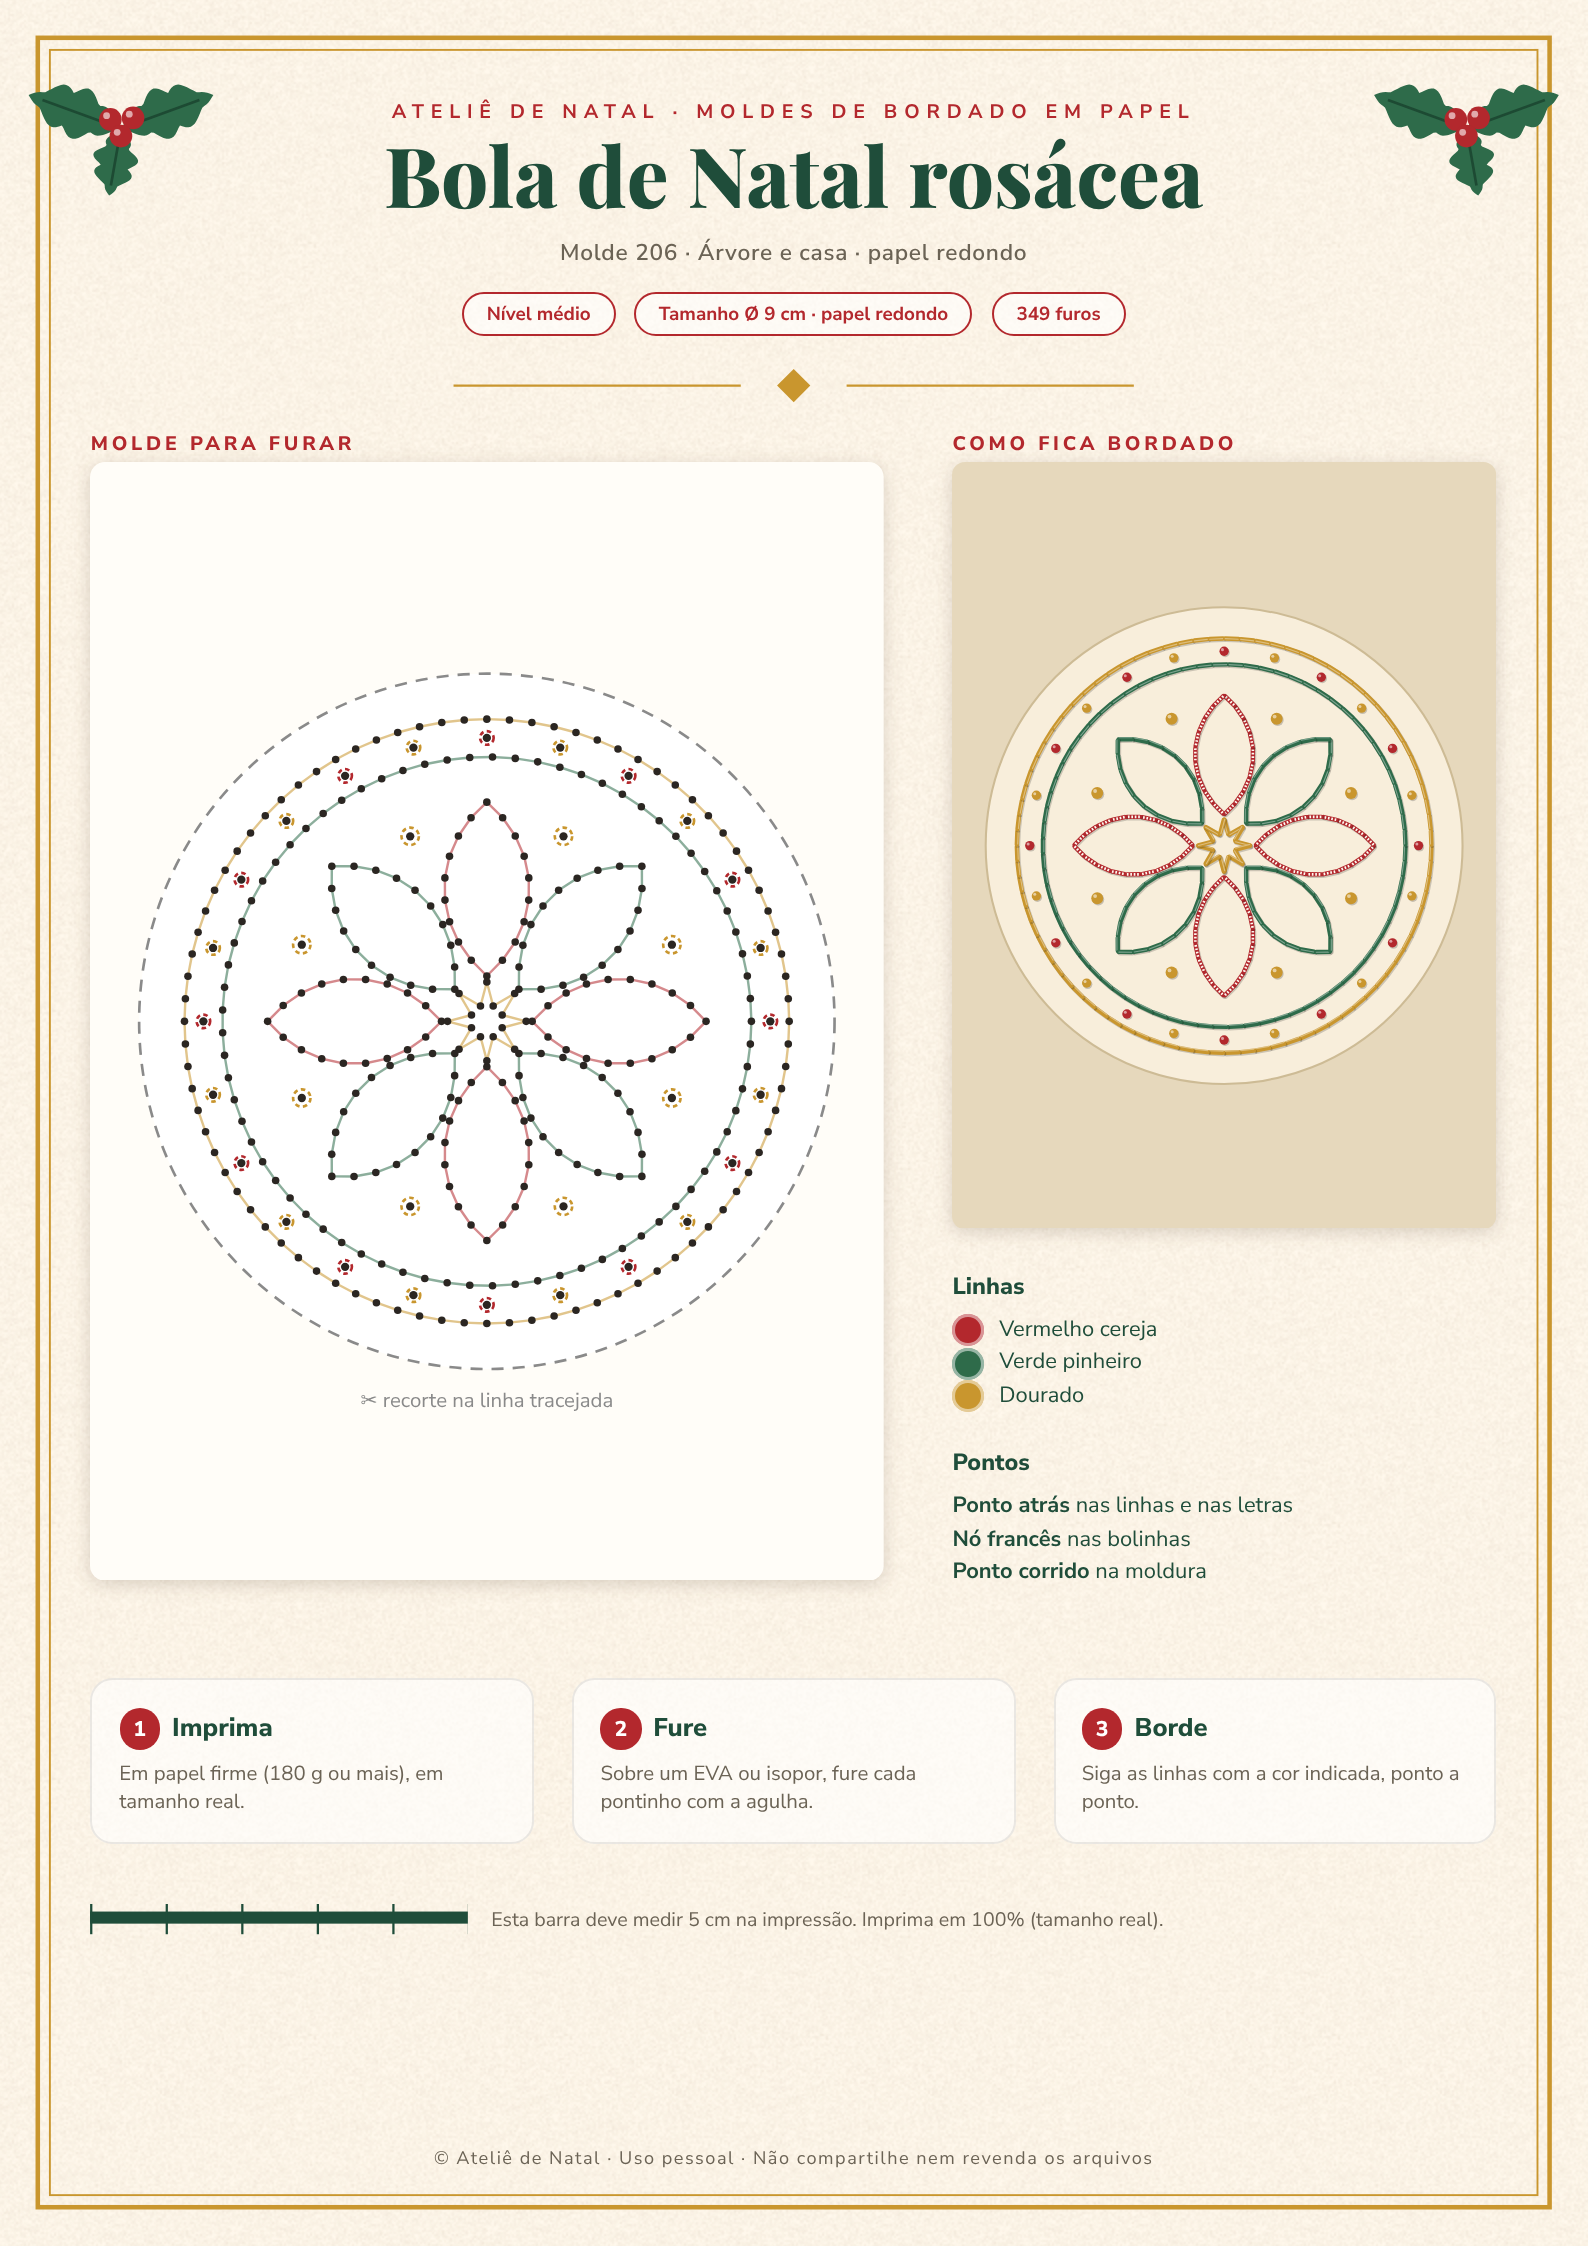 ATELIÊ DE NATAL · MOLDES DE BORDADO EM PAPEL
Bola de Natal rosácea
Molde 206 · Árvore e casa · papel redondo
Nível médio
Tamanho Ø 9 cm · papel redondo
349 furos
MOLDE PARA FURAR
✂ recorte na linha tracejada
COMO FICA BORDADO
Linhas
Vermelho cereja
Verde pinheiro
Dourado
Pontos
Ponto atrás nas linhas e nas letras
Nó francês nas bolinhas
Ponto corrido na moldura
1 Imprima
Em papel firme (180 g ou mais), em
tamanho real.
2 Fure
Sobre um EVA ou isopor, fure cada
pontinho com a agulha.
3 Borde
Siga as linhas com a cor indicada, ponto a
ponto.
Esta barra deve medir 5 cm na impressão. Imprima em 100% (tamanho real).
© Ateliê de Natal · Uso pessoal · Não compartilhe nem revenda os arquivos